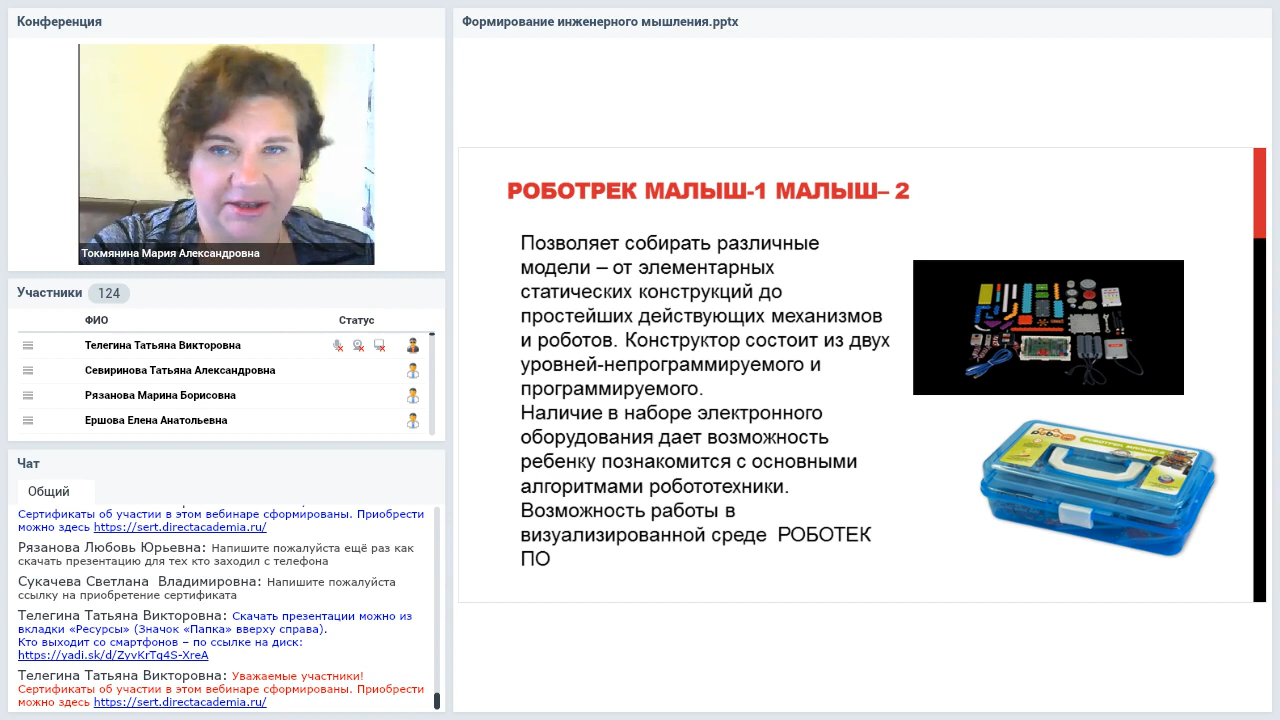 Конференция
Токмянина Мария Александровна
Участники 124
ФИО Статус
Телегина Татьяна Викторовна
Севиринова Татьяна Александровна
Рязанова Марина Борисовна
Ершова Елена Анатольевна
Чат
Общий
Сертификаты об участии в этом вебинаре сформированы. Приобрести
можно здесь https://sert.directacademia.ru/
Рязанова Любовь Юрьевна: Напишите пожалуйста ещё раз как
скачать презентацию для тех кто заходил с телефона
Сукачева Светлана Владимировна: Напишите пожалуйста
ссылку на приобретение сертификата
Телегина Татьяна Викторовна: Скачать презентации можно из
вкладки «Ресурсы» (Значок «Папка» вверху справа).
Кто выходит со смартфонов – по ссылке на диск:
https://yadi.sk/d/ZyvKrTq4S-XreA
Телегина Татьяна Викторовна: Уважаемые участники!
Сертификаты об участии в этом вебинаре сформированы. Приобрести
можно здесь https://sert.directacademia.ru/
Формирование инженерного мышления.pptx
РОБОТРЕК МАЛЫШ-1 МАЛЫШ– 2
Позволяет собирать различные
модели – от элементарных
статических конструкций до
простейших действующих механизмов
и роботов. Конструктор состоит из двух
уровней-непрограммируемого и
программируемого.
Наличие в наборе электронного
оборудования дает возможность
ребенку познакомится с основными
алгоритмами робототехники.
Возможность работы в
визуализированной среде РОБОТЕК
ПО